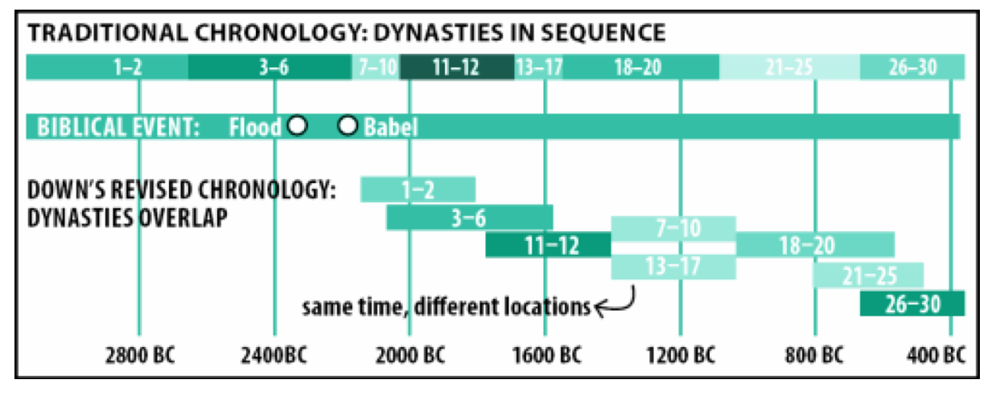 TRADITIONAL CHRONOLOGY: DYNASTIES IN SEQUENCE
1–2 3–6 7–10 11–12 13–17 18–20 21–25 26–30
BIBLICAL EVENT: Flood Babel
DOWN'S REVISED CHRONOLOGY: 1–2
DYNASTIES OVERLAP 3–6
7–10
11–12 18–20
13–17
21–25
same time, different locations 26–30
2800 BC 2400BC 2000 BC 1600 BC 1200 BC 800 BC 400 BC